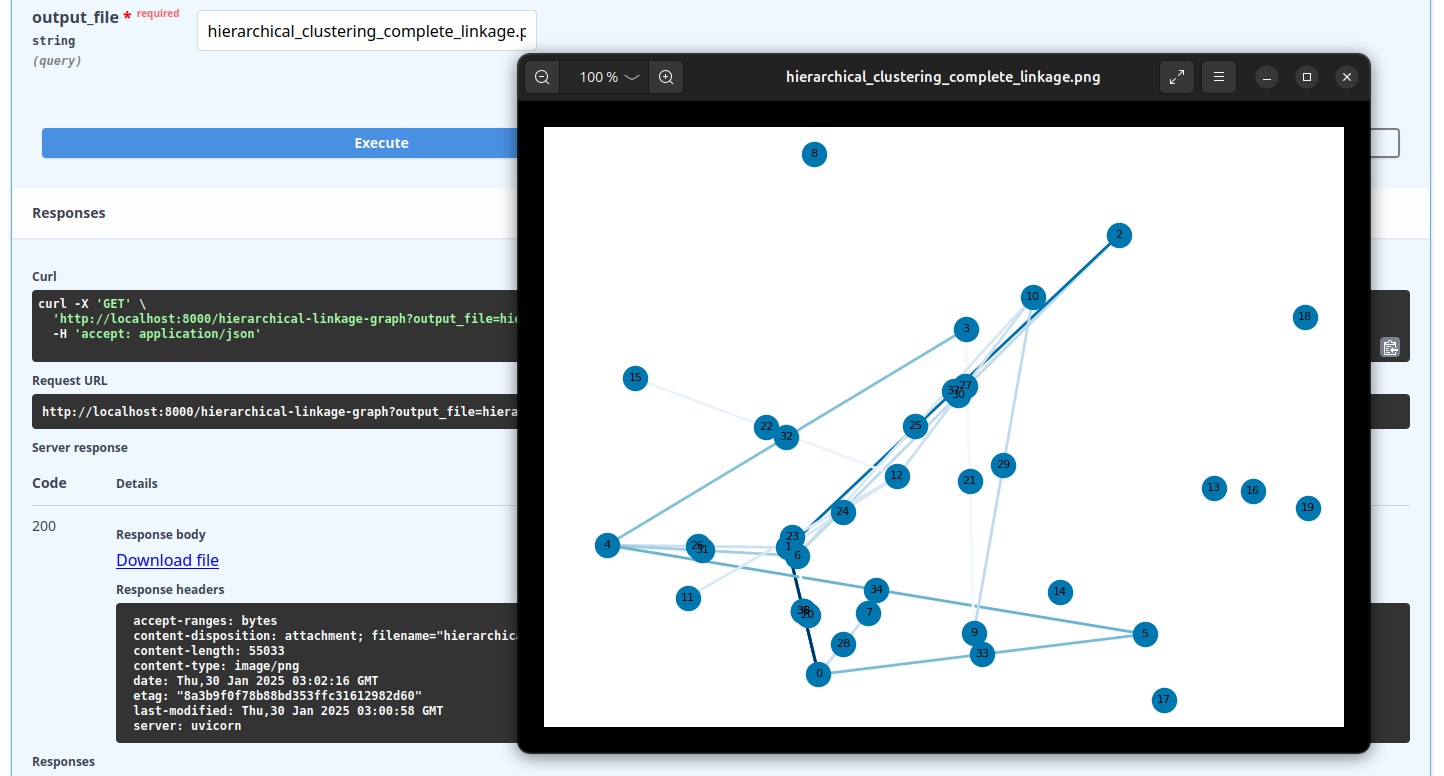 output_file * required
string
(query)
hierarchical_clustering_complete_linkage.p
100 %
hierarchical_clustering_complete_linkage.png
Execute
Responses
Curl
curl -X 'GET' \
'http://localhost:8000/hierarchical-linkage-graph?output_file=hie
-H 'accept: application/json'
Request URL
http://localhost:8000/hierarchical-linkage-graph?output_file=hiera
Server response
Code Details
200
Response body
Download file
Response headers
accept-ranges: bytes
content-disposition: attachment; filename="hierarchica
content-length: 55033
content-type: image/png
date: Thu,30 Jan 2025 03:02:16 GMT
etag: "8a3b9f0f78b88bd353ffc31612982d60"
last-modified: Thu,30 Jan 2025 03:00:58 GMT
server: uvicorn
Responses
8
2
10
18
3
15
27
37
30
22
25
32
29
12
21
13
16
19
24
23
4
26
1
31
6
34
14
11
20
7
9
5
28
33
0
17